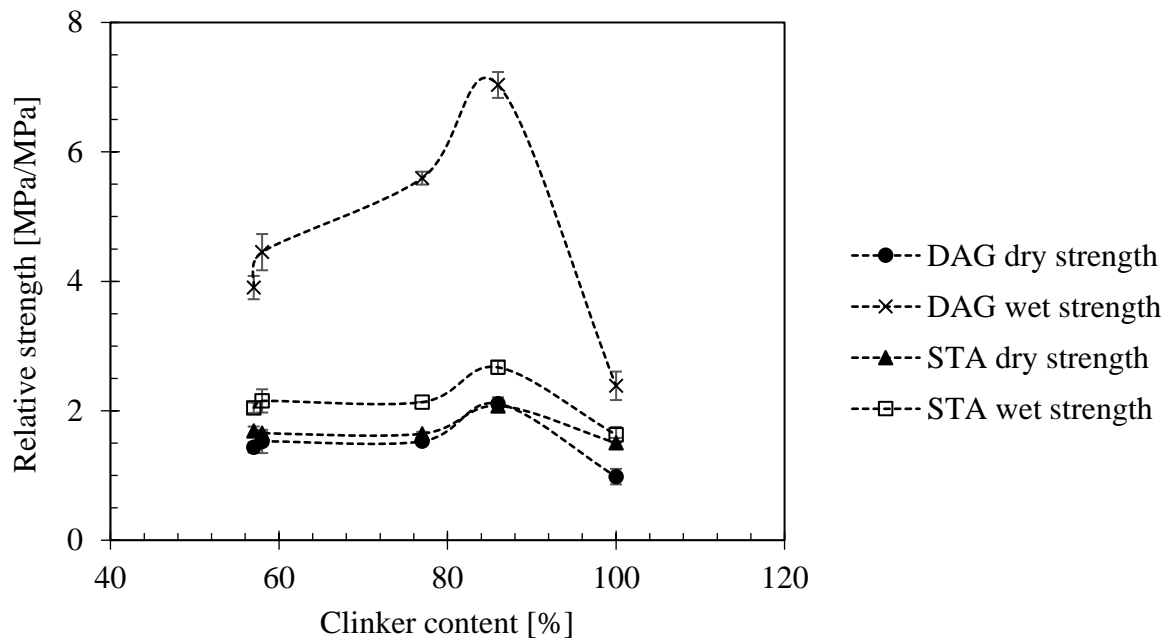 Relative strength [MPa/MPa]
8
6
4
2
0
40 60 80 100 120
Clinker content [%]
DAG dry strength
DAG wet strength
STA dry strength
STA wet strength